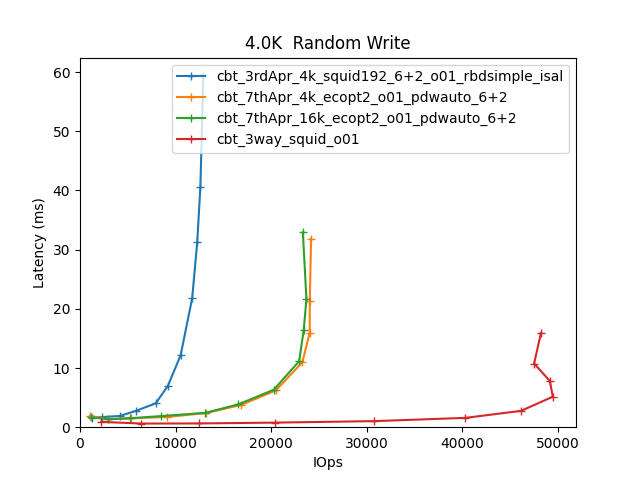 4.0K  Random Write
cbt_3rdApr_4k_squid192_6+2_o01_rbdsimple_isal
cbt_7thApr_4k_ecopt2_o01_pdwauto_6+2
cbt_7thApr_16k_ecopt2_o01_pdwauto_6+2
cbt_3way_squid_o01
Latency (ms)
60
50
40
30
20
10
0
0 10000 20000 30000 40000 50000
IOps